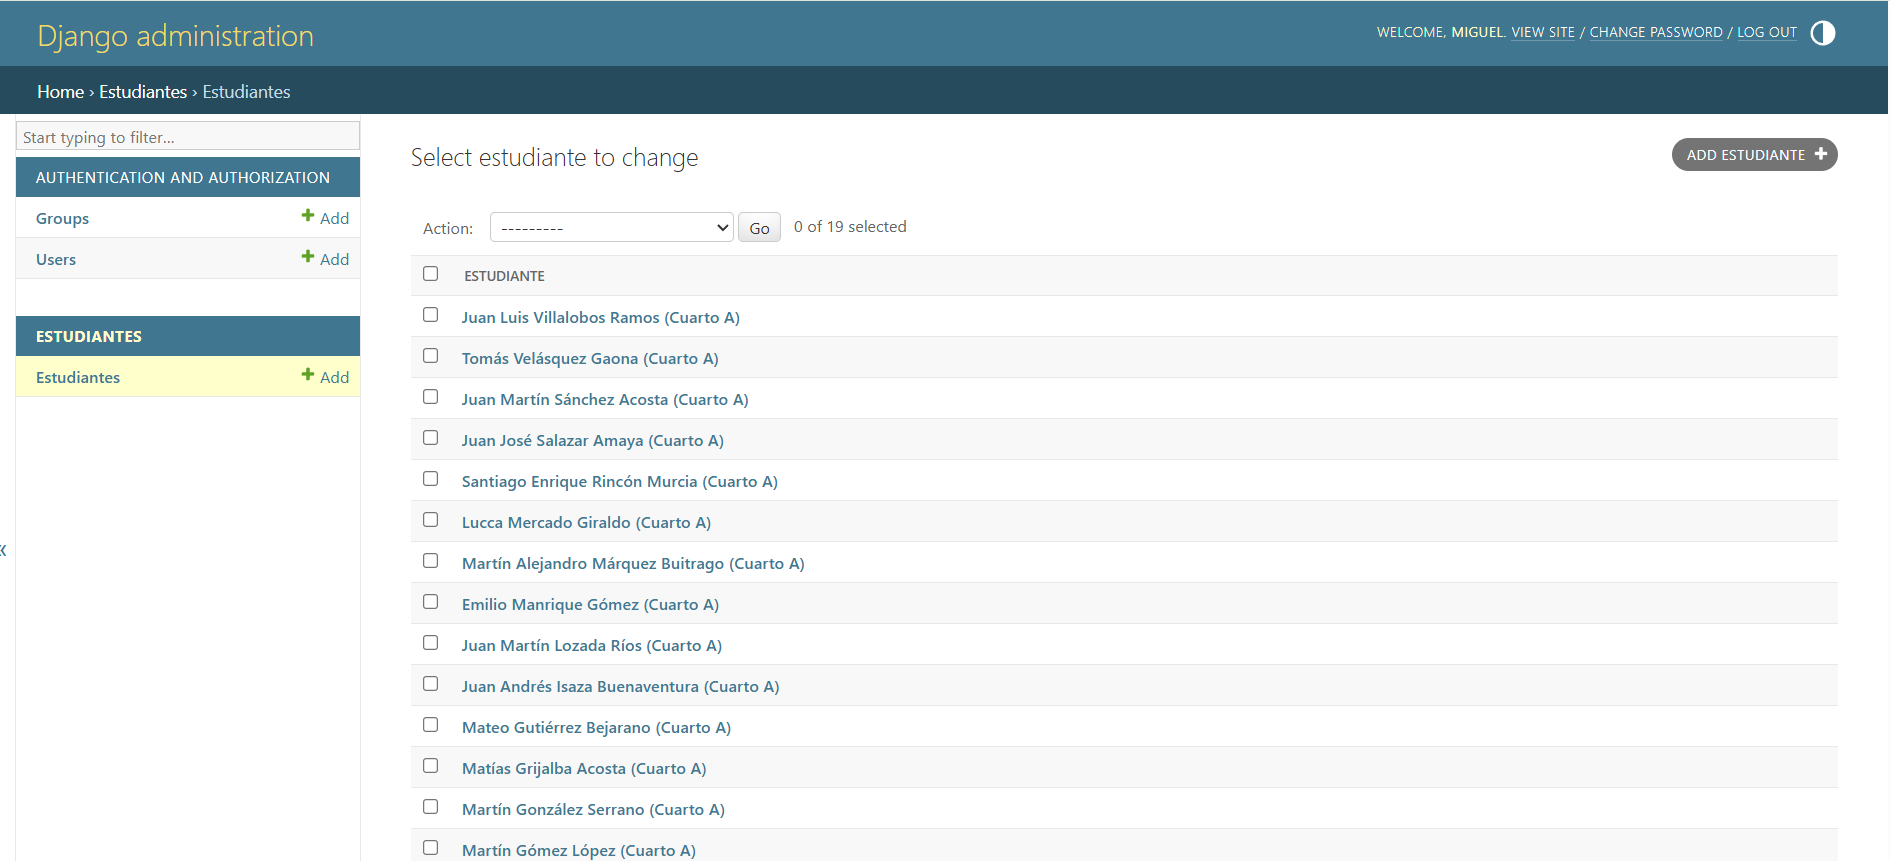 Django administration
WELCOME, MIGUEL. VIEW SITE / CHANGE PASSWORD / LOG OUT
Home › Estudiantes › Estudiantes
Start typing to filter...
AUTHENTICATION AND AUTHORIZATION
Groups
+ Add
Users
+ Add
ESTUDIANTES
Estudiantes
+ Add
«
Select estudiante to change
ADD ESTUDIANTE +
Action: --------- Go 0 of 19 selected
ESTUDIANTE
Juan Luis Villalobos Ramos (Cuarto A)
Tomás Velásquez Gaona (Cuarto A)
Juan Martín Sánchez Acosta (Cuarto A)
Juan José Salazar Amaya (Cuarto A)
Santiago Enrique Rincón Murcia (Cuarto A)
Lucca Mercado Giraldo (Cuarto A)
Martín Alejandro Márquez Buitrago (Cuarto A)
Emilio Manrique Gómez (Cuarto A)
Juan Martín Lozada Ríos (Cuarto A)
Juan Andrés Isaza Buenaventura (Cuarto A)
Mateo Gutiérrez Bejarano (Cuarto A)
Matías Grijalba Acosta (Cuarto A)
Martín González Serrano (Cuarto A)
Martín Gómez López (Cuarto A)